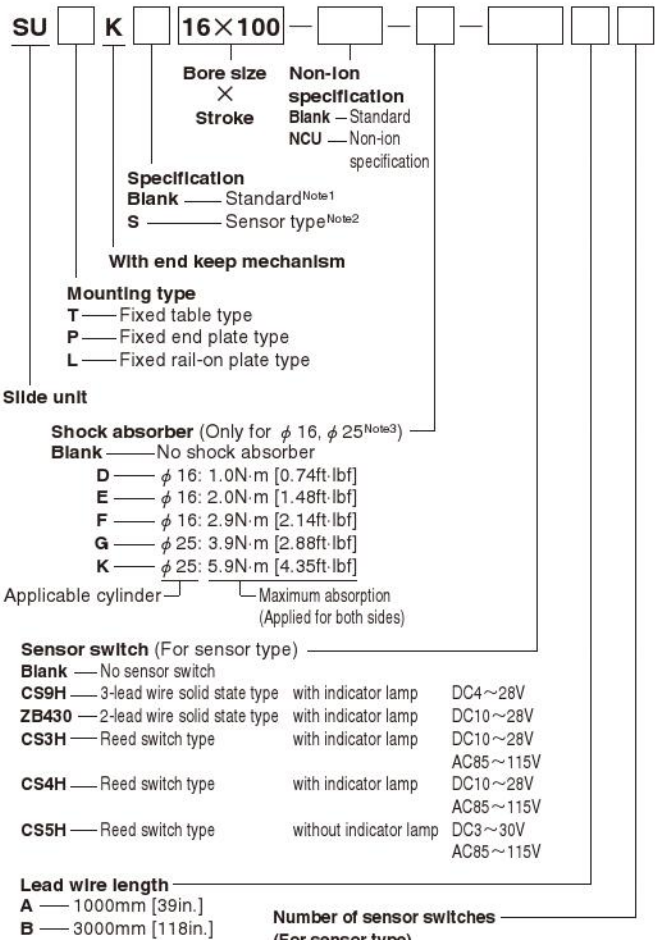 SU K 16×100 — — —
Bore size × Stroke
Non-ion specification
Blank — Standard
NCU — Non-ion specification
Specification
Blank — Standard Note1
S — Sensor type Note2
With end keep mechanism
Mounting type
T — Fixed table type
P — Fixed end plate type
L — Fixed rail-on plate type
Slide unit
Shock absorber (Only for φ 16, φ 25 Note3)
Blank — No shock absorber
D — φ 16: 1.0N·m [0.74ft·lbf]
E — φ 16: 2.0N·m [1.48ft·lbf]
F — φ 16: 2.9N·m [2.14ft·lbf]
G — φ 25: 3.9N·m [2.88ft·lbf]
K — φ 25: 5.9N·m [4.35ft·lbf]
Applicable cylinder
Maximum absorption
(Applied for both sides)
Sensor switch (For sensor type)
Blank — No sensor switch
CS9H — 3-lead wire solid state type with indicator lamp DC4~28V
ZB430 — 2-lead wire solid state type with indicator lamp DC10~28V
CS3H — Reed switch type with indicator lamp DC10~28V
AC85~115V
CS4H — Reed switch type with indicator lamp DC10~28V
AC85~115V
CS5H — Reed switch type without indicator lamp DC3~30V
AC85~115V
Lead wire length
A — 1000mm [39in.]
B — 3000mm [118in.]
Number of sensor switches
(For sensor type)